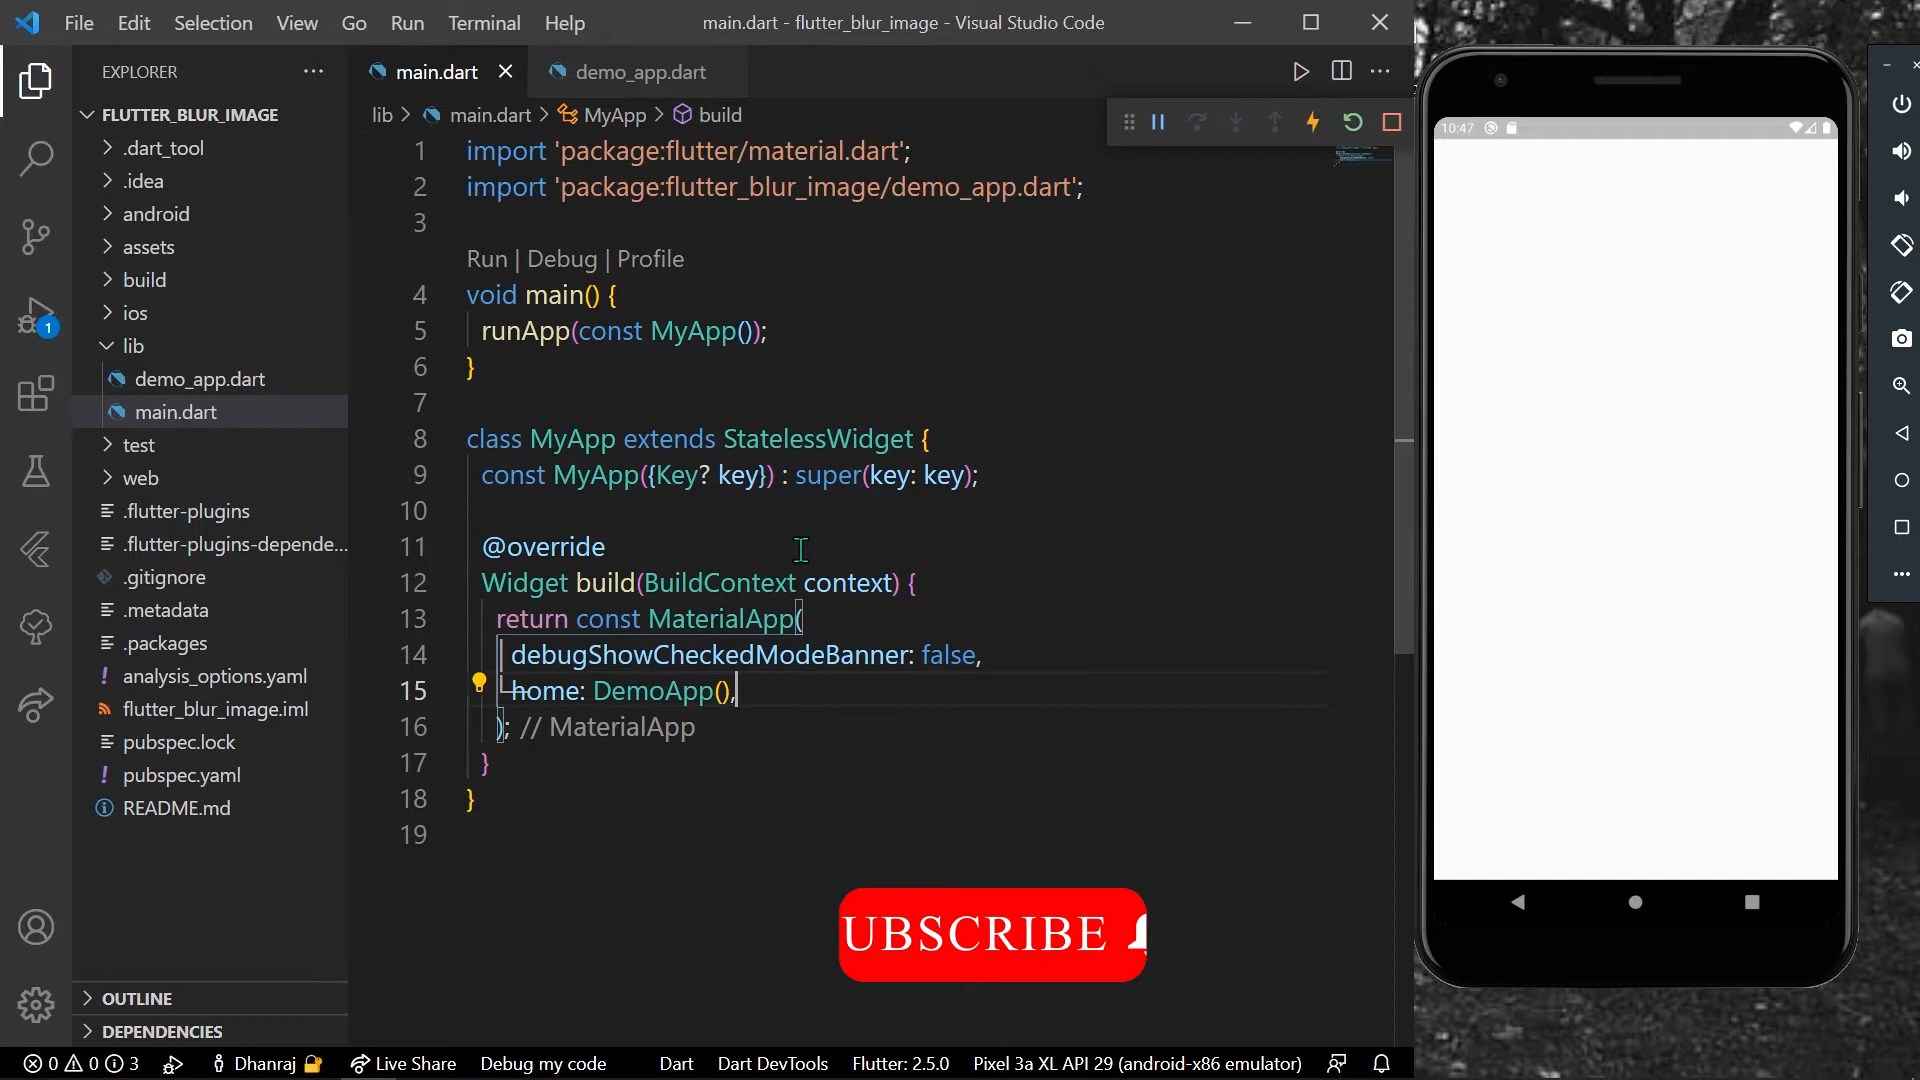 File Edit Selection View Go Run Terminal Help main.dart - flutter_blur_image - Visual Studio Code
EXPLORER
FLUTTER_BLUR_IMAGE
.dart_tool
.idea
android
assets
build
ios
lib
demo_app.dart
main.dart
test
web
.flutter-plugins
.flutter-plugins-depende...
.gitignore
.metadata
.packages
analysis_options.yaml
flutter_blur_image.iml
pubspec.lock
pubspec.yaml
README.md
OUTLINE
DEPENDENCIES
1
main.dart demo_app.dart
lib > main.dart > MyApp > build
1 import 'package:flutter/material.dart';
2 import 'package:flutter_blur_image/demo_app.dart';
3
Run | Debug | Profile
4 void main() {
5 runApp(const MyApp());
6 }
7
8 class MyApp extends StatelessWidget {
9 const MyApp({Key? key}) : super(key: key);
10
11 @override
12 Widget build(BuildContext context) {
13 return const MaterialApp(
14 debugShowCheckedModeBanner: false,
15 home: DemoApp(),
16 ); // MaterialApp
17 }
18 }
19
UBSCRIBE
10:47
0 0 3 Dhanraj Live Share Debug my code Dart Dart DevTools Flutter: 2.5.0 Pixel 3a XL API 29 (android-x86 emulator)